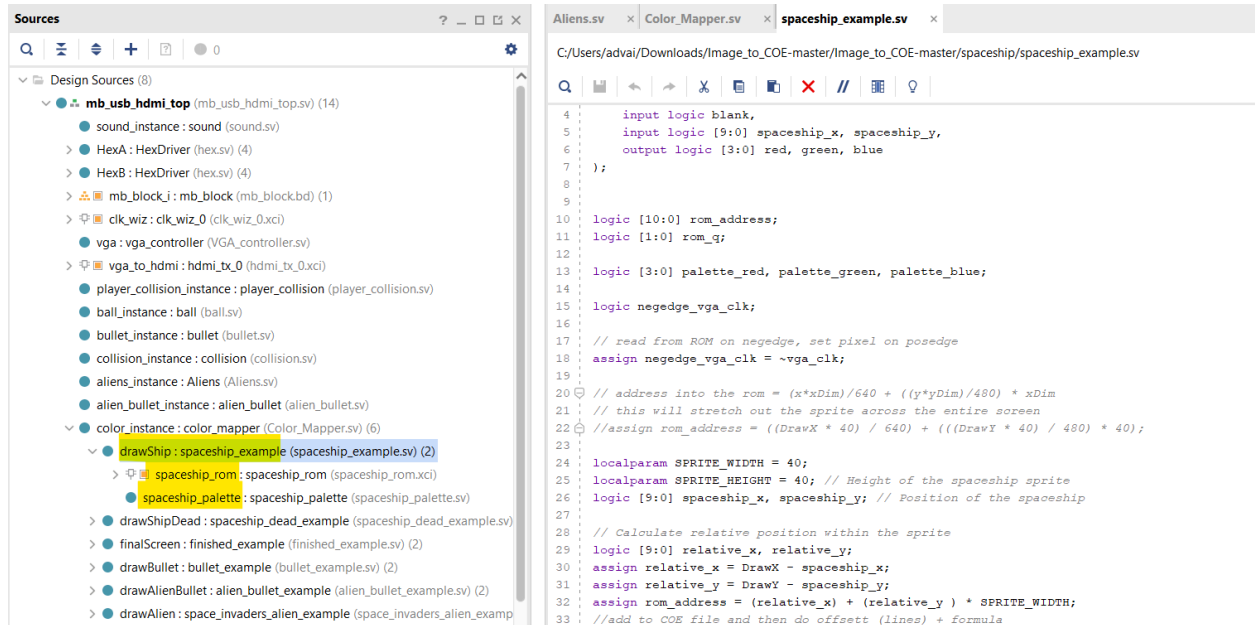 Sources
? _ □ ✕
0
Design Sources (8)
mb_usb_hdmi_top (mb_usb_hdmi_top.sv) (14)
sound_instance : sound (sound.sv)
HexA : HexDriver (hex.sv) (4)
HexB : HexDriver (hex.sv) (4)
mb_block_i : mb_block (mb_block.bd) (1)
clk_wiz : clk_wiz_0 (clk_wiz_0.xci)
vga : vga_controller (VGA_controller.sv)
vga_to_hdmi : hdmi_tx_0 (hdmi_tx_0.xci)
player_collision_instance : player_collision (player_collision.sv)
ball_instance : ball (ball.sv)
bullet_instance : bullet (bullet.sv)
collision_instance : collision (collision.sv)
aliens_instance : Aliens (Aliens.sv)
alien_bullet_instance : alien_bullet (alien_bullet.sv)
color_instance : color_mapper (Color_Mapper.sv) (6)
drawShip : spaceship_example (spaceship_example.sv) (2)
spaceship_rom : spaceship_rom (spaceship_rom.xci)
spaceship_palette : spaceship_palette (spaceship_palette.sv)
drawShipDead : spaceship_dead_example (spaceship_dead_example.sv)
finalScreen : finished_example (finished_example.sv) (2)
drawBullet : bullet_example (bullet_example.sv) (2)
drawAlienBullet : alien_bullet_example (alien_bullet_example.sv) (2)
drawAlien : space_invaders_alien_example (space_invaders_alien_examp
Aliens.sv × Color_Mapper.sv × spaceship_example.sv ×
C:/Users/advai/Downloads/Image_to_COE-master/Image_to_COE-master/spaceship/spaceship_example.sv
4 input logic blank,
5 input logic [9:0] spaceship_x, spaceship_y,
6 output logic [3:0] red, green, blue
7 );
8
9
10 logic [10:0] rom_address;
11 logic [1:0] rom_q;
12
13 logic [3:0] palette_red, palette_green, palette_blue;
14
15 logic negedge_vga_clk;
16
17 // read from ROM on negedge, set pixel on posedge
18 assign negedge_vga_clk = ~vga_clk;
19
20 // address into the rom = (x*xDim)/640 + ((y*yDim)/480) * xDim
21 // this will stretch out the sprite across the entire screen
22 //assign rom_address = ((DrawX * 40) / 640) + (((DrawY * 40) / 480) * 40);
23
24 localparam SPRITE_WIDTH = 40;
25 localparam SPRITE_HEIGHT = 40; // Height of the spaceship sprite
26 logic [9:0] spaceship_x, spaceship_y; // Position of the spaceship
27
28 // Calculate relative position within the sprite
29 logic [9:0] relative_x, relative_y;
30 assign relative_x = DrawX - spaceship_x;
31 assign relative_y = DrawY - spaceship_y;
32 assign rom_address = (relative_x) + (relative_y ) * SPRITE_WIDTH;
33 //add to COE file and then do offsett (lines) + formula